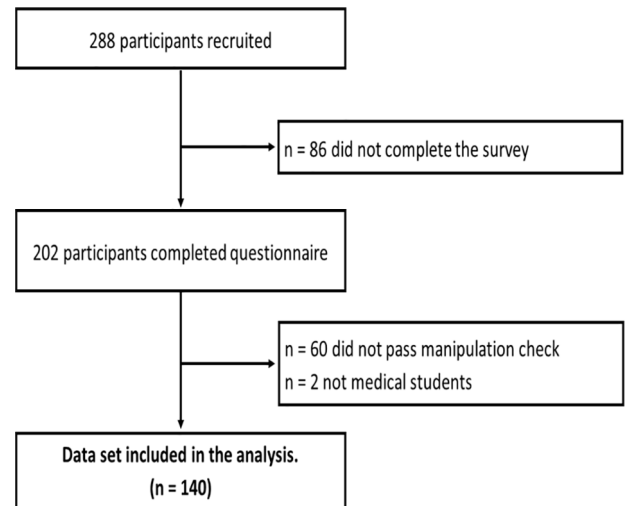 288 participants recruited
n = 86 did not complete the survey
202 participants completed questionnaire
n = 60 did not pass manipulation check
n = 2 not medical students
Data set included in the analysis.
(n = 140)